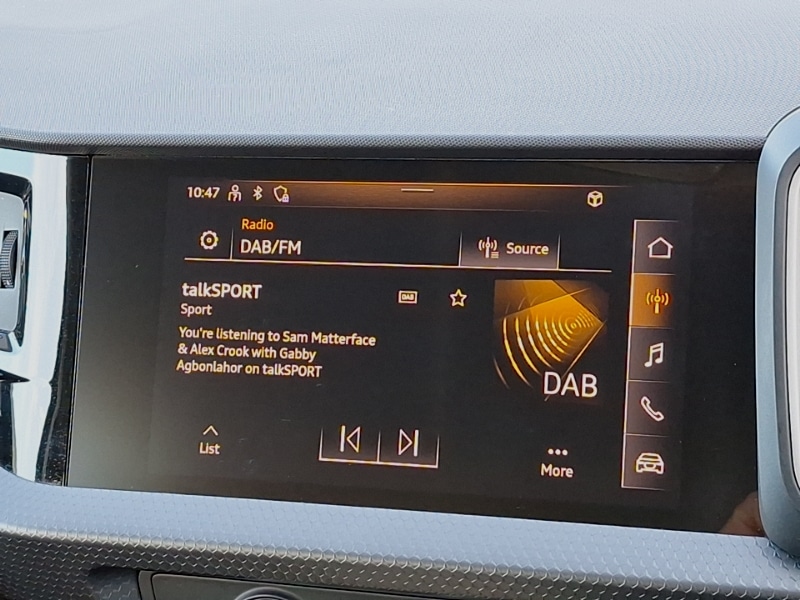 10:47
Radio
DAB/FM
Source
talkSPORT
DAB
Sport
You're listening to Sam Matterface
& Alex Crook with Gabby
Agbonlahor on talkSPORT
DAB
List
More